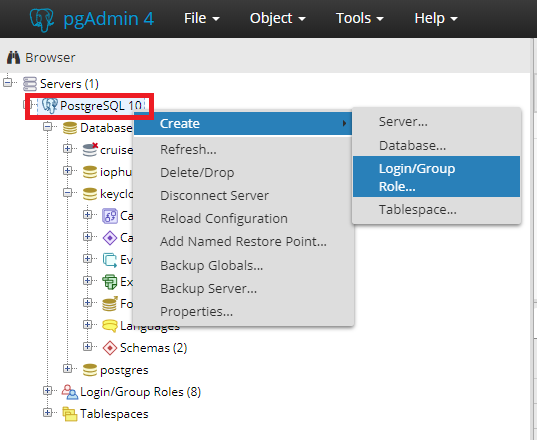 pgAdmin 4 File Object Tools Help
Browser
Servers (1)
PostgreSQL 10
Database
cruise
iophu
keyclo
Ca
Ca
Ev
Ex
Fo
Languages
Schemas (2)
postgres
Login/Group Roles (8)
Tablespaces
Create
Refresh...
Delete/Drop
Disconnect Server
Reload Configuration
Add Named Restore Point...
Backup Globals...
Backup Server...
Properties...
Server...
Database...
Login/Group
Role...
Tablespace...